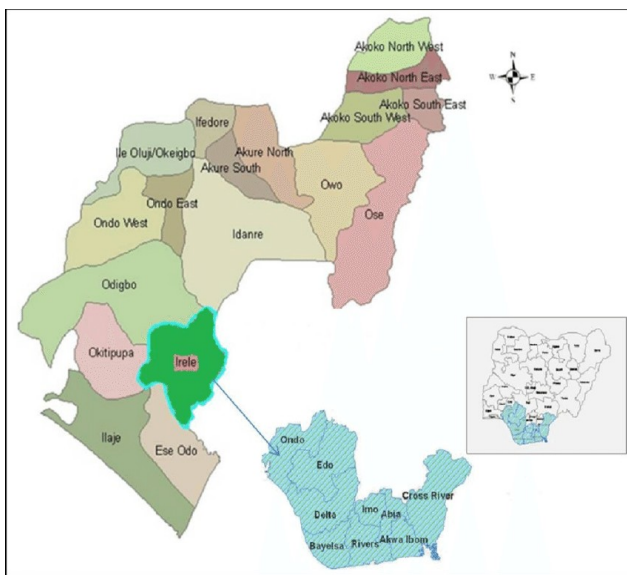 Akoko North West
N
Akoko North East
W
E
S
Akoko South East
Ifedore
Akoko South West
Ile Oluji/Okeigbo
Akure North
Akure South
Owo
Ondo East
Ose
Ondo West
Idanre
Odigbo
Okitipupa
Irele
Ilaje
Ese Odo
Ondo
Edo
Cross River
Imo
Abia
Delto
Bayelsa
Rivers
Akwa Ibom